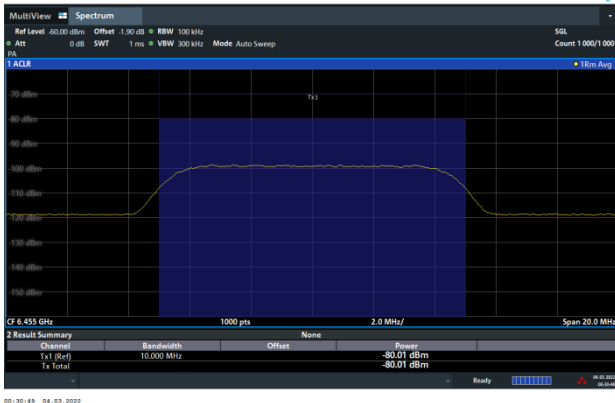 MultiView Spectrum
Ref Level -60.00 dBm Offset -1.90 dB RBW 100 kHz SGL
Att 0 dB SWT 1 ms VBW 300 kHz Mode Auto Sweep Count 1000/1000
PA
1 ACLR 1Rm Avg
-70 dBm
Tx1
-80 dBm
-90 dBm
-100 dBm
-110 dBm
-120 dBm
-130 dBm
-140 dBm
-150 dBm
CF 6.455 GHz 1000 pts 2.0 MHz/ Span 20.0 MHz
2 Result Summary None
Channel Bandwidth Offset Power
Tx1 (Ref) 10.000 MHz -80.01 dBm
Tx Total -80.01 dBm
Ready 04.03.2022
00:30:49
00:30:49 04.03.2022